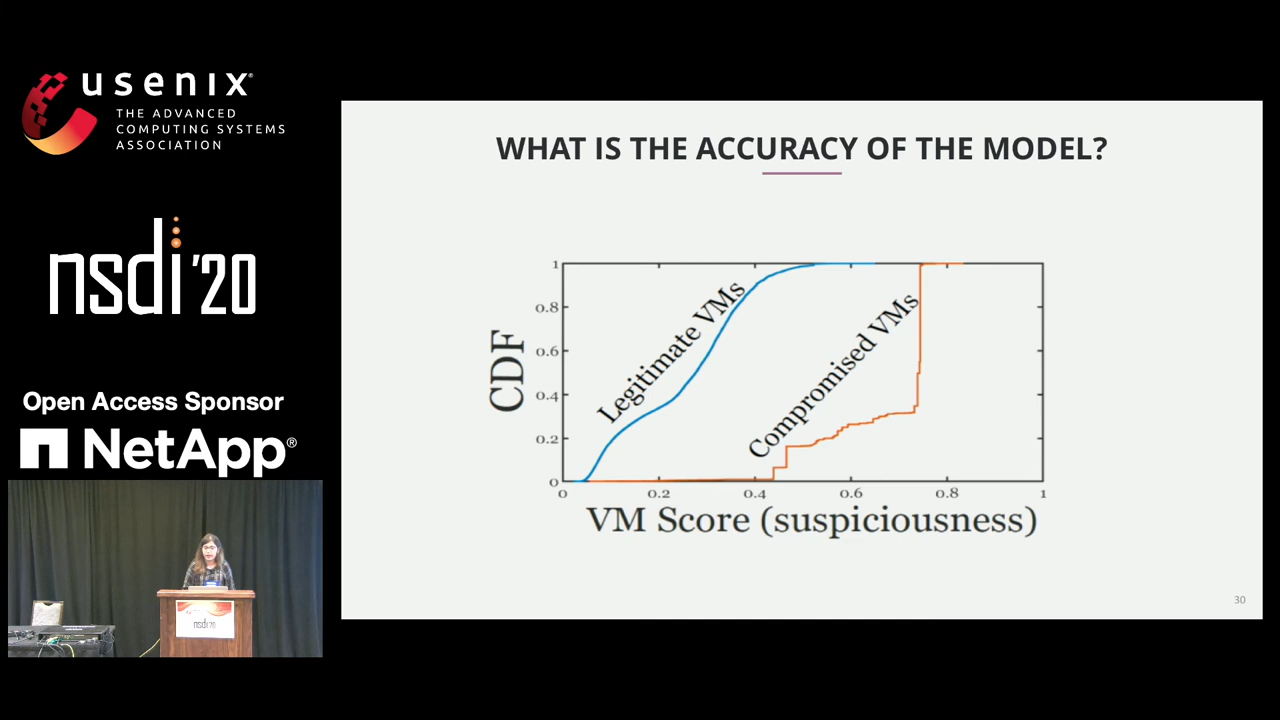 usenix®
THE ADVANCED
COMPUTING SYSTEMS
ASSOCIATION
nsdi '20
Open Access Sponsor
NetApp®
nsdi'20
WHAT IS THE ACCURACY OF THE MODEL?
CDF
1
0.8
0.6
0.4
0.2
0
Legitimate VMs
Compromised VMs
0 0.2 0.4 0.6 0.8 1
VM Score (suspiciousness)
30